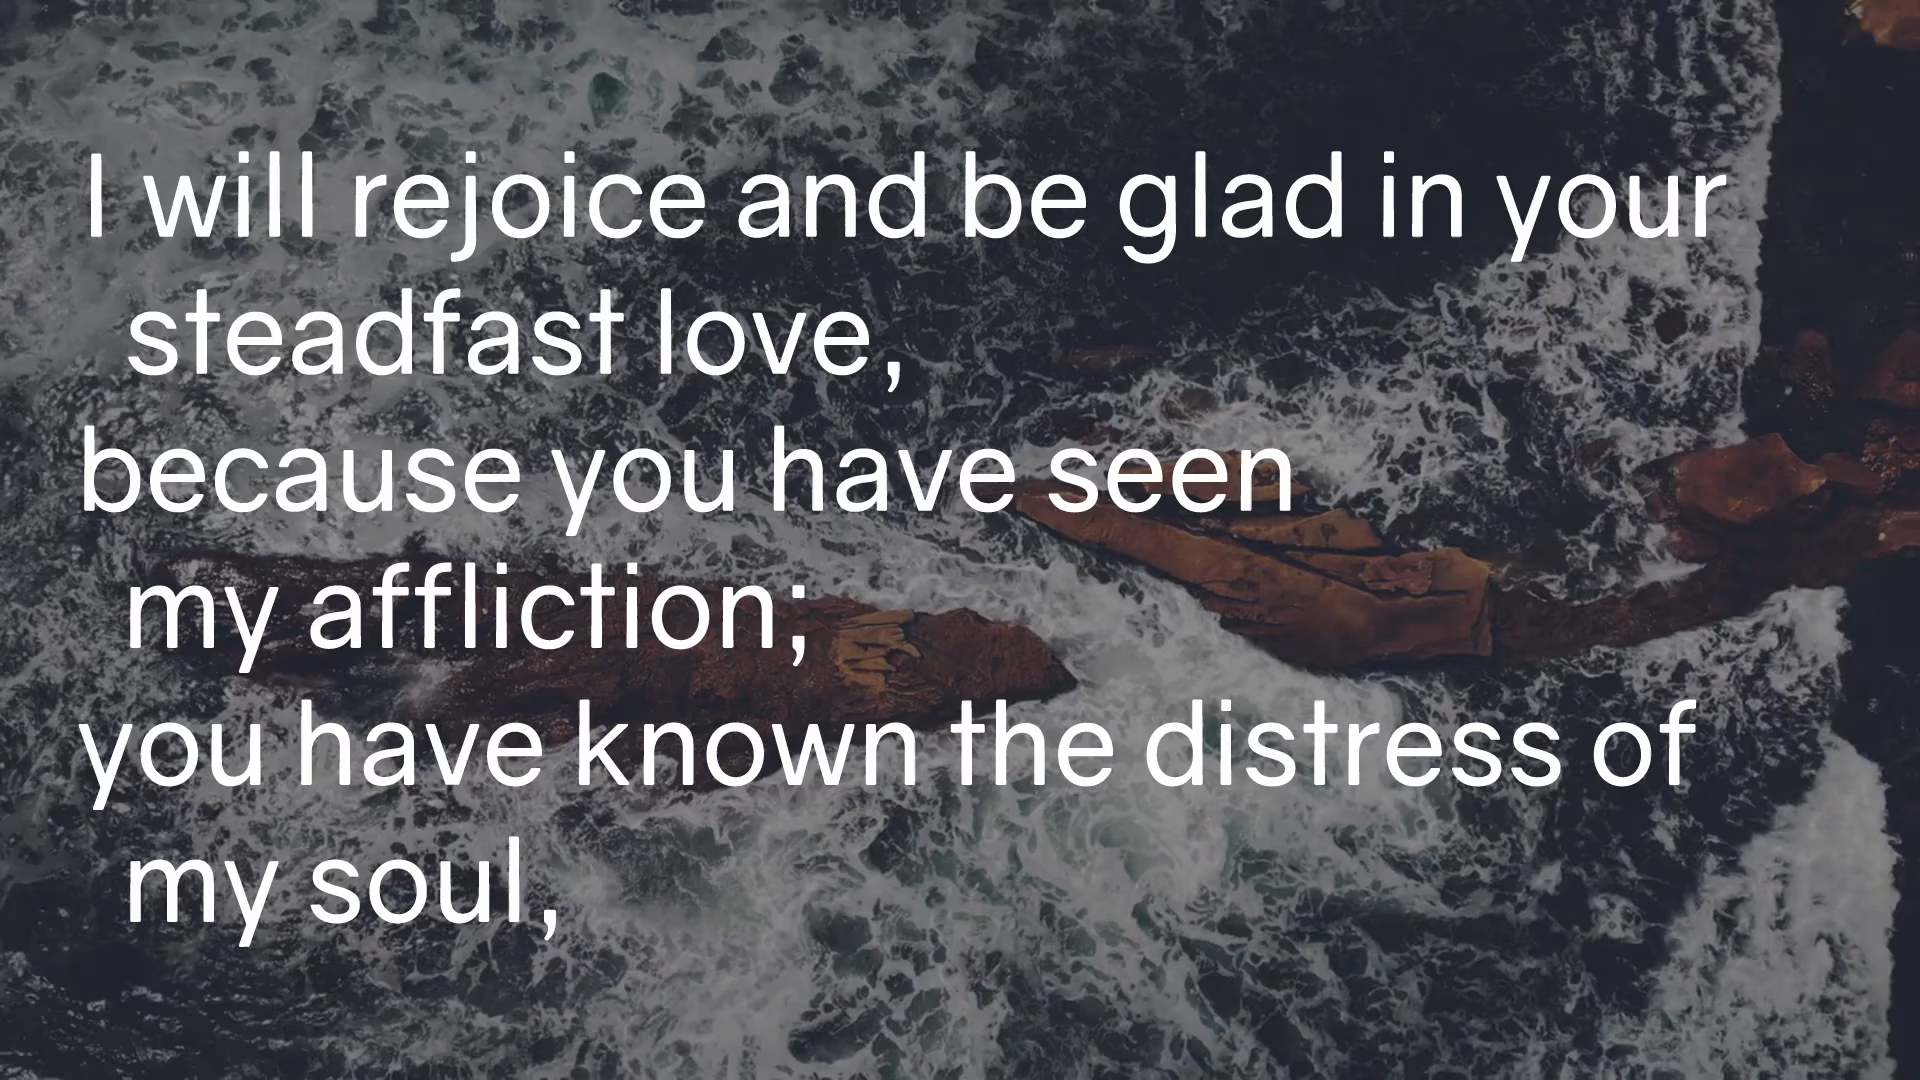 I will rejoice and be glad in your
steadfast love,
because you have seen
my affliction;
you have known the distress of
my soul,